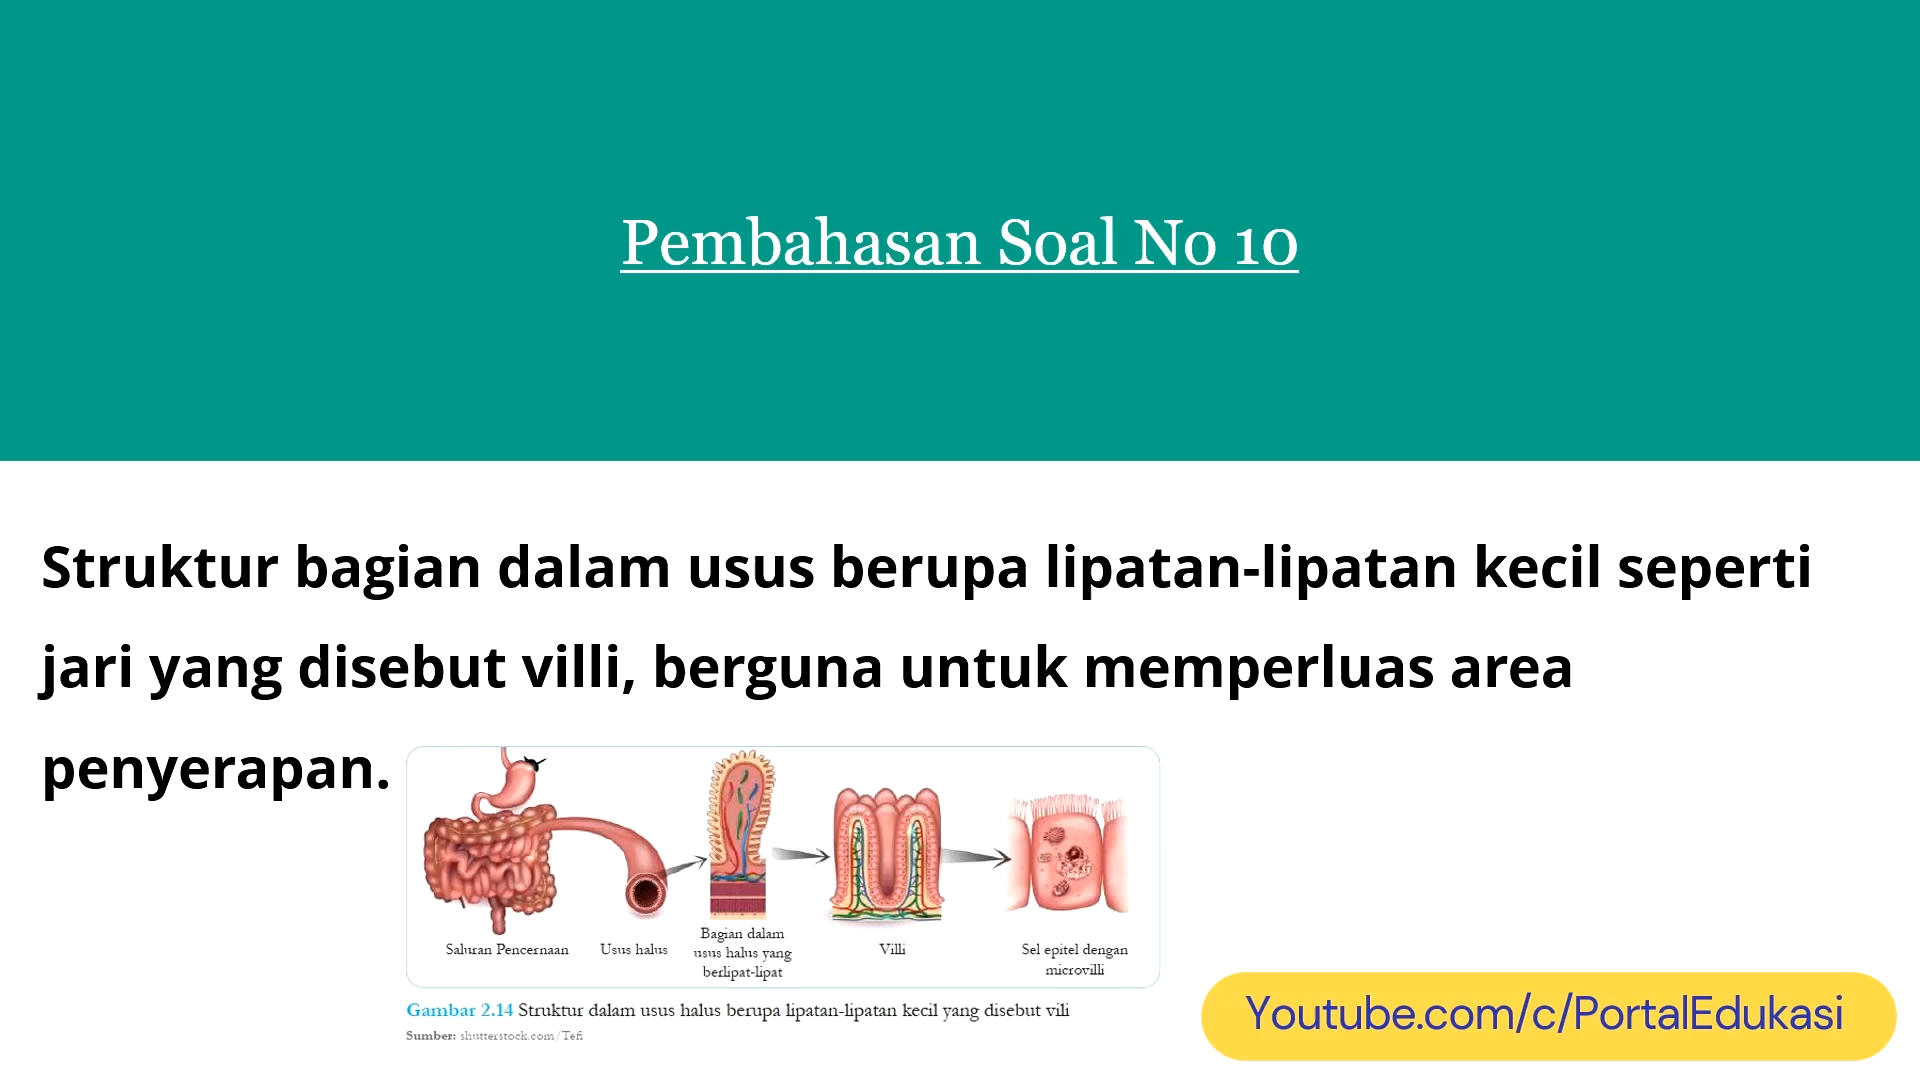 Pembahasan Soal No 10
Struktur bagian dalam usus berupa lipatan-lipatan kecil seperti
jari yang disebut villi, berguna untuk memperluas area
penyerapan.
Saluran Pencernaan
Usus halus
Bagian dalam
usus halus yang
berlipat-lipat
Villi
Sel epitel dengan
microvilli
Gambar 2.14 Struktur dalam usus halus berupa lipatan-lipatan kecil yang disebut vili
Sumber: shutterstock.com/Tefi
Youtube.com/c/PortalEdukasi